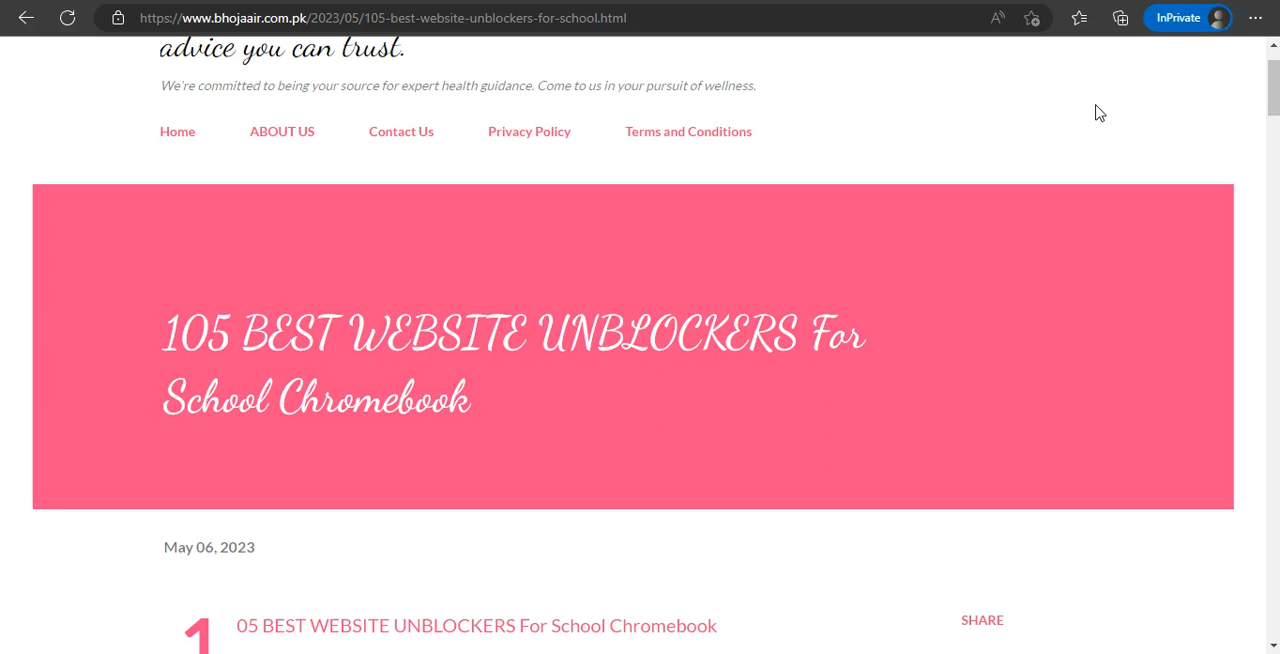 https://www.bhojaair.com.pk/2023/05/105-best-website-unblockers-for-school.html
InPrivate
advice you can trust.
We're committed to being your source for expert health guidance. Come to us in your pursuit of wellness.
Home ABOUT US Contact Us Privacy Policy Terms and Conditions
105 BEST WEBSITE UNBLOCKERS For
School Chromebook
May 06, 2023
105 BEST WEBSITE UNBLOCKERS For School Chromebook
SHARE